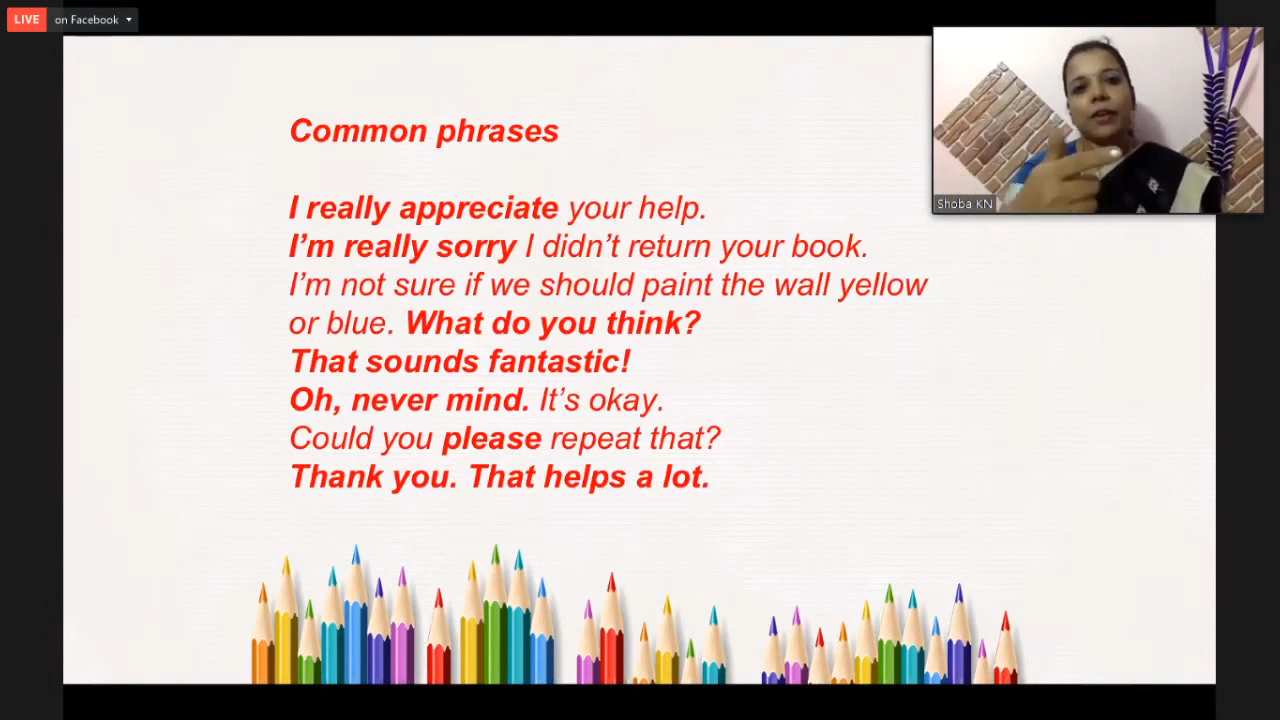 LIVE on Facebook
Common phrases
I really appreciate your help.
I'm really sorry I didn't return your book.
I'm not sure if we should paint the wall yellow
or blue. What do you think?
That sounds fantastic!
Oh, never mind. It's okay.
Could you please repeat that?
Thank you. That helps a lot.
Shoba KN